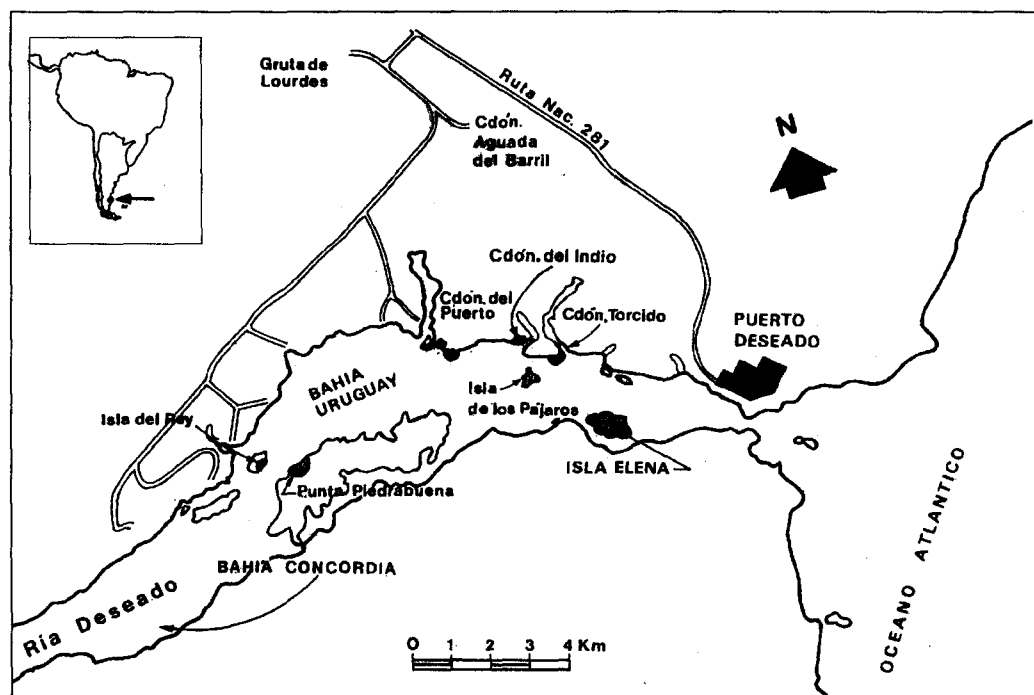 Gruta de
Lourdes
Ruta Nac. 281
N
Cdón.
Aguada
del Barril
Cdón. del Indio
Cdón. del
Puerto
Cdón. Torcido
PUERTO
DESEADO
BAHIA
URUGUAY
Isla
de los Pájaros
Isla del Rey
ISLA ELENA
Punta Piedrabuena
BAHIA CONCORDIA
Ría Deseado
OCEANO ATLANTICO
0 1 2 3 4 Km